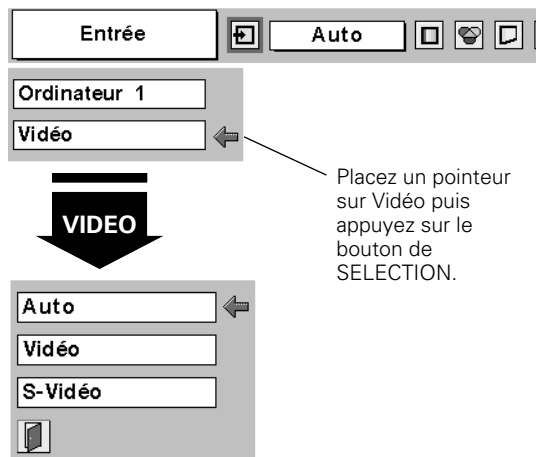 Entrée
Auto
Ordinateur 1
Vidéo
Placez un pointeur
sur Vidéo puis
appuyez sur le
bouton de
SELECTION.
VIDEO
Auto
Vidéo
S-Vidéo